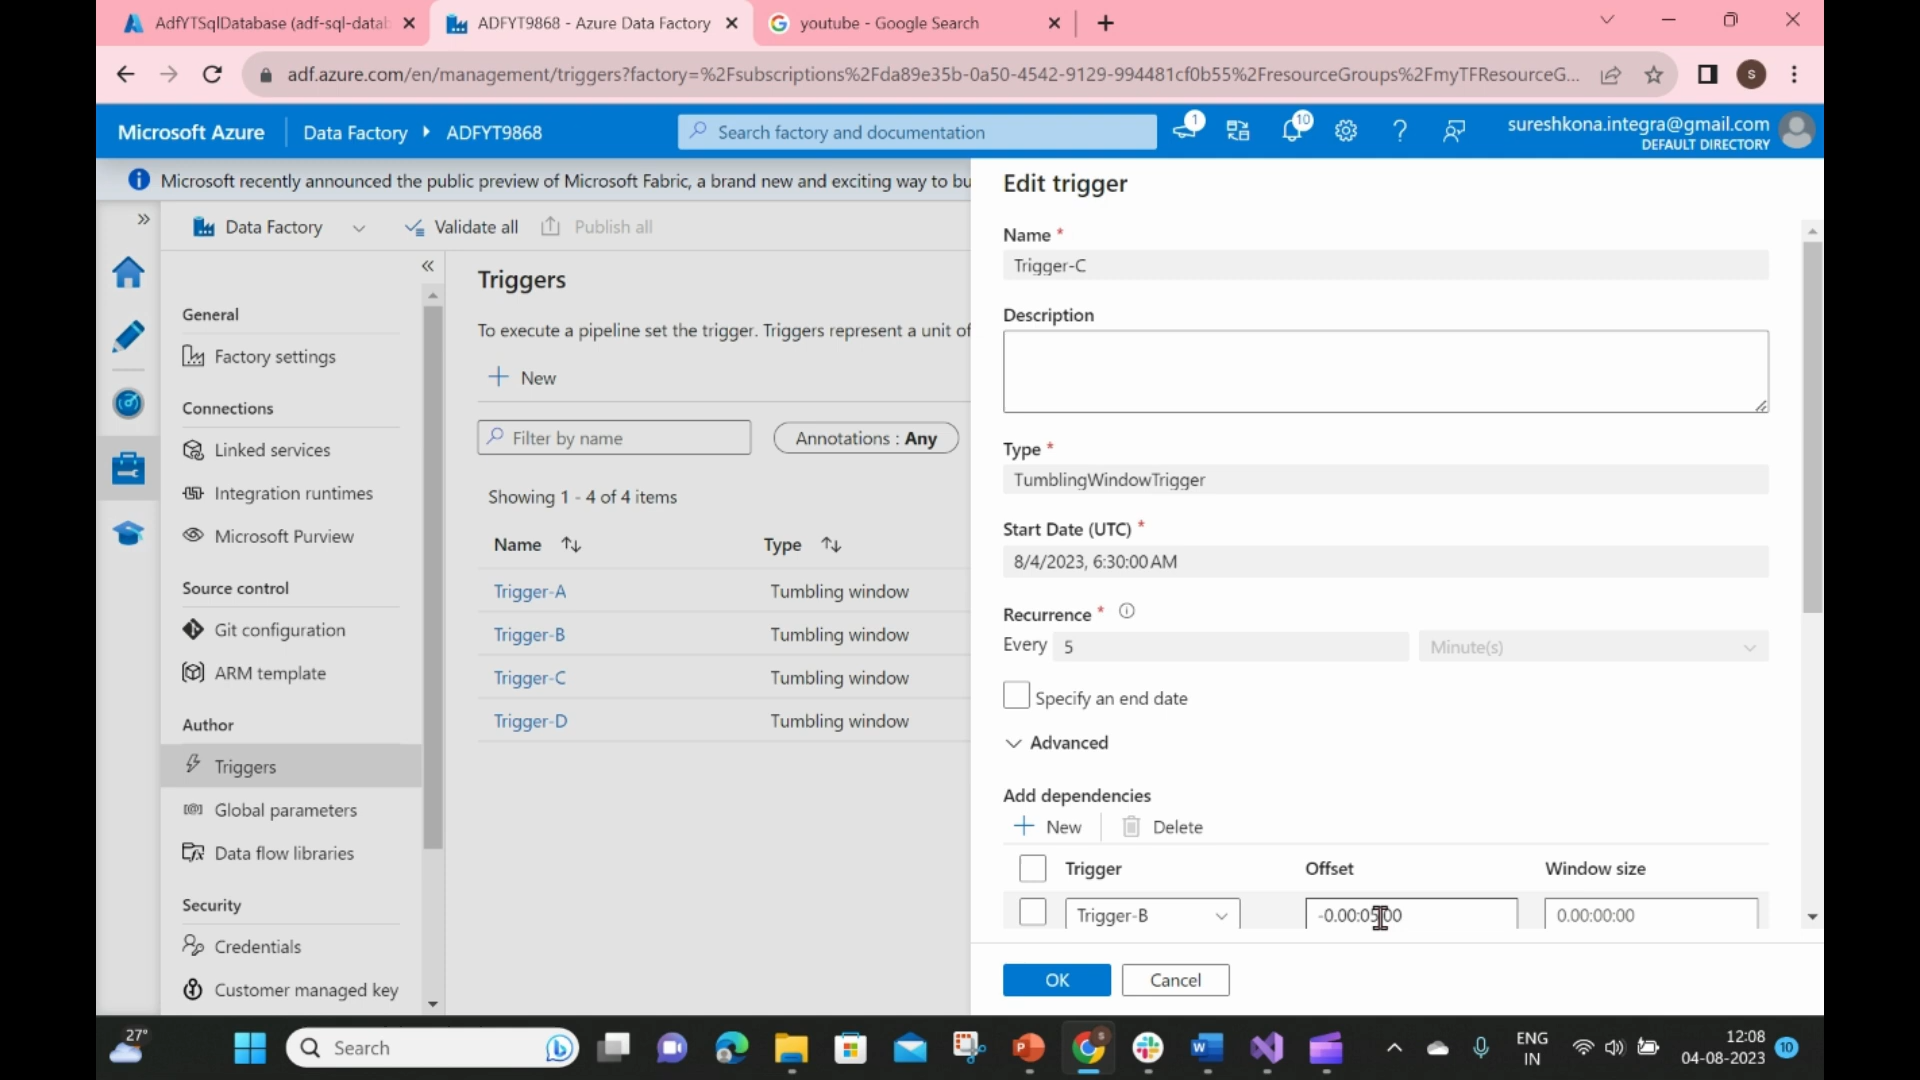 AdfYTSqlDatabase (adf-sql-datab
ADFYT9868 - Azure Data Factory
youtube - Google Search
adf.azure.com/en/management/triggers?factory=%2Fsubscriptions%2Fda89e35b-0a50-4542-9129-994481cf0b55%2FresourceGroups%2FmyTFResourceG...
S
Microsoft Azure
Data Factory
ADFYT9868
Search factory and documentation
1
10
sureshkona.integra@gmail.com
DEFAULT DIRECTORY
Microsoft recently announced the public preview of Microsoft Fabric, a brand new and exciting way to bu
Data Factory
Validate all
Publish all
General
Factory settings
Connections
Linked services
Integration runtimes
Microsoft Purview
Source control
Git configuration
ARM template
Author
Triggers
Global parameters
Data flow libraries
Security
Credentials
Customer managed key
Triggers
To execute a pipeline set the trigger. Triggers represent a unit of
New
Filter by name
Annotations : Any
Showing 1 - 4 of 4 items
Name Type
Trigger-A Tumbling window
Trigger-B Tumbling window
Trigger-C Tumbling window
Trigger-D Tumbling window
Edit trigger
Name *
Trigger-C
Description
Type *
TumblingWindowTrigger
Start Date (UTC) *
8/4/2023, 6:30:00 AM
Recurrence *
Every 5 Minute(s)
Specify an end date
Advanced
Add dependencies
New Delete
Trigger Offset Window size
Trigger-B -0.00:05:00 0.00:00:00
OK Cancel
27°
Search
ENG
IN
12:08
04-08-2023
10